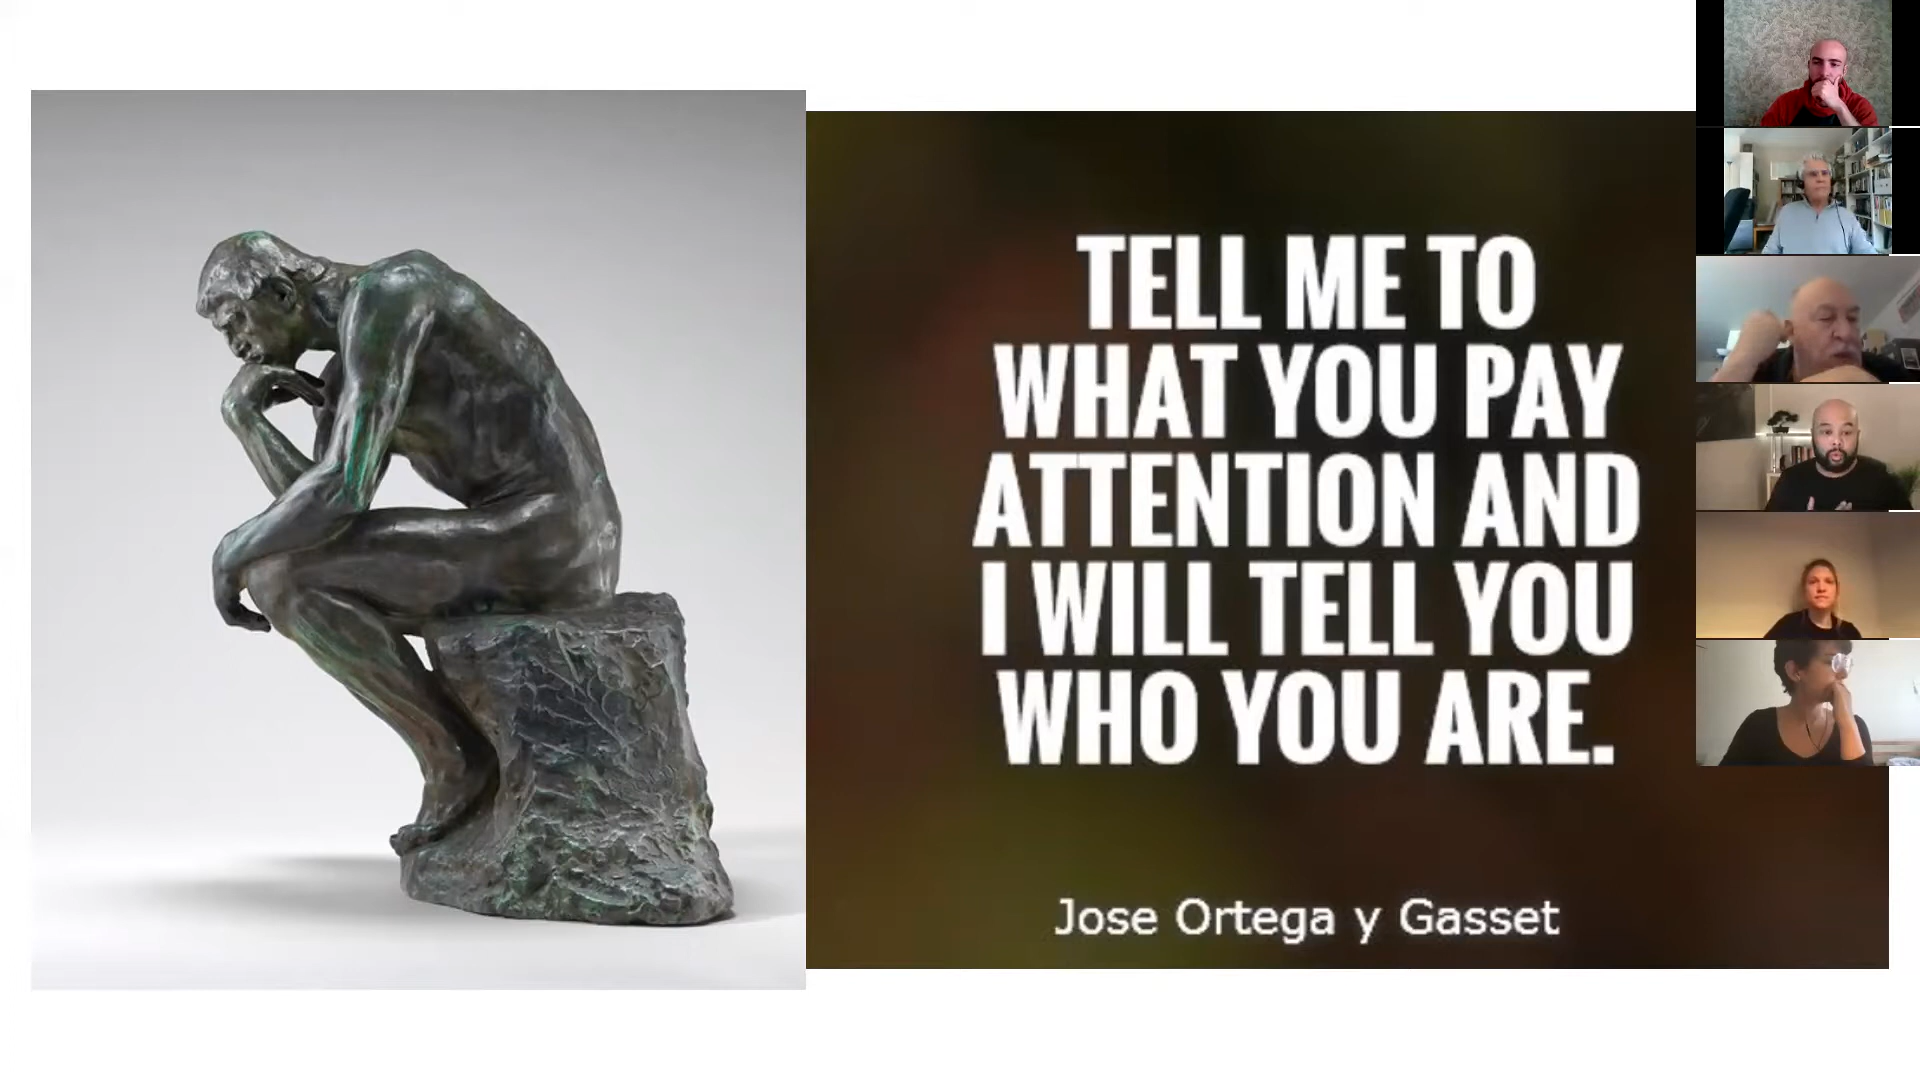 TELL ME TO
WHAT YOU PAY
ATTENTION AND
I WILL TELL YOU
WHO YOU ARE.
Jose Ortega y Gasset